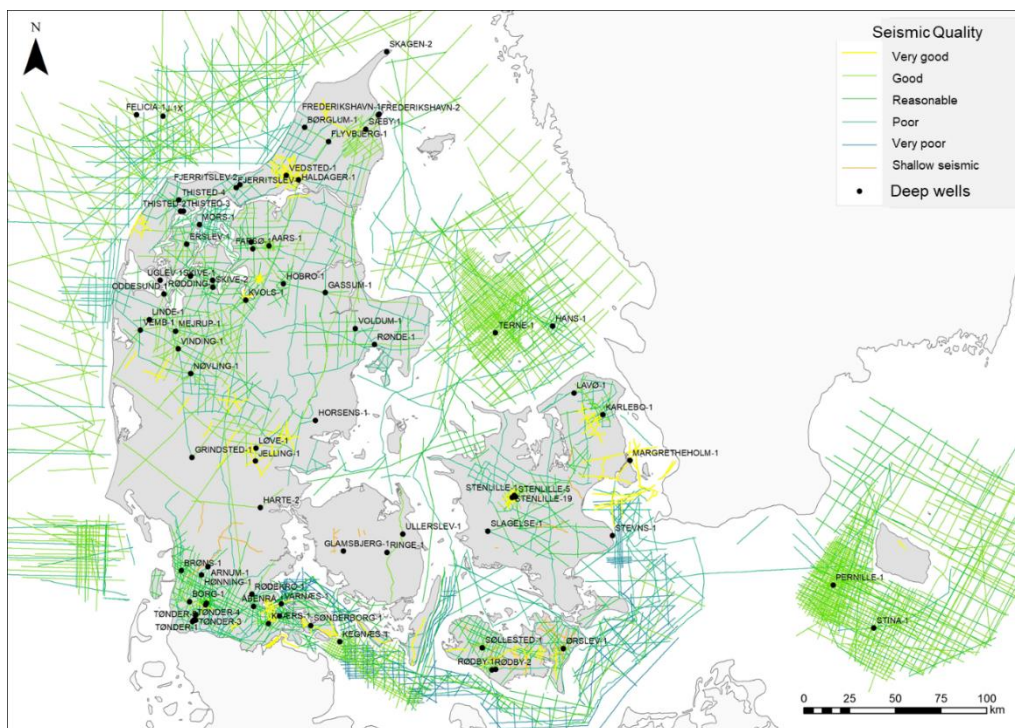 N
Seismic Quality
Very good
Good
Reasonable
Poor
Very poor
Shallow seismic
Deep wells
SKAGEN-2
FELICIA-1
J-1X
FREDERIKSHAVN-1
FREDERIKSHAVN-2
BØRGLUM-1
SÆBY-1
FLYVBJERG-1
VEDSTED-1
HALDAGER-1
FJERRITSLEV-2
FJERRITSLEV
THISTED-4
THISTED-2
THISTED-3
MORS-1
ERSLEV-1
FARSØ-1
AARS-1
UGLEV-1
SKIVE-1
SKIVE-2
ODDESUND-1
RØDDING
HOBRO-1
GASSUM-1
KVOLS-1
LINDE-1
VEMB-1
MEJRUP-1
VINDING-1
NØVLING-1
VOLDUM-1
RØNDE-1
TERNE-1
HANS-1
LAVØ-1
KARLEBO-1
HORSENS-1
LØVE-1
GRINDSTED-1
JELLING-1
MARGRETHEHOLM-1
STENLILLE-1
STENLILLE-5
STENLILLE-19
HARTE-2
SLAGELSE-1
STEVNS-1
ULLERSLEV-1
GLAMSBJERG-1
RINGE-1
BRØNS-1
ARNUM-1
HØNNING-1
PERNILLE-1
RØDEKRO-1
BORG-1
ÅBENRÅ
VARNÆS-1
TØNDER-4
KVÆRS-1
SØNDERBORG-1
TØNDER-1
TØNDER-3
KEGNÆS-1
STINA-1
SØLLESTED-1
ØRSLEV-1
RØDBY-1
RØDBY-2
0 12.5 25 50 75 100
km